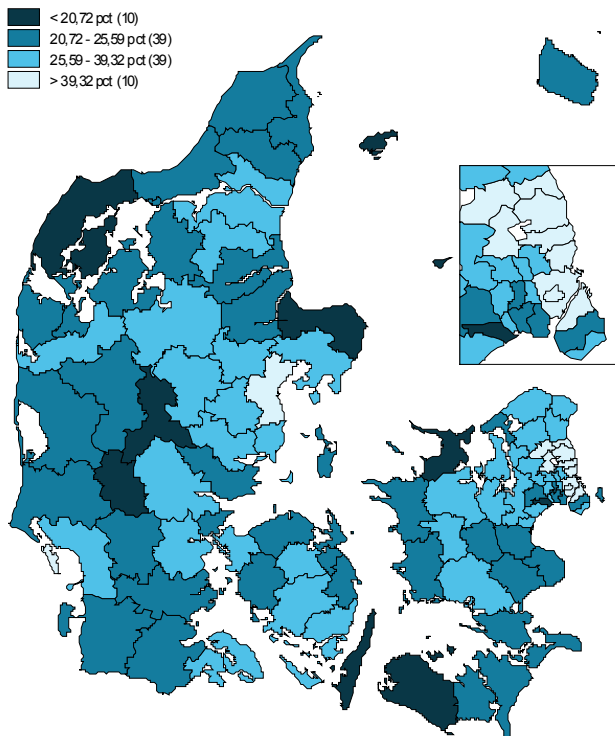 < 20,72 pct (10)
20,72 - 25,59 pct (39)
25,59 - 39,32 pct (39)
> 39,32 pct (10)